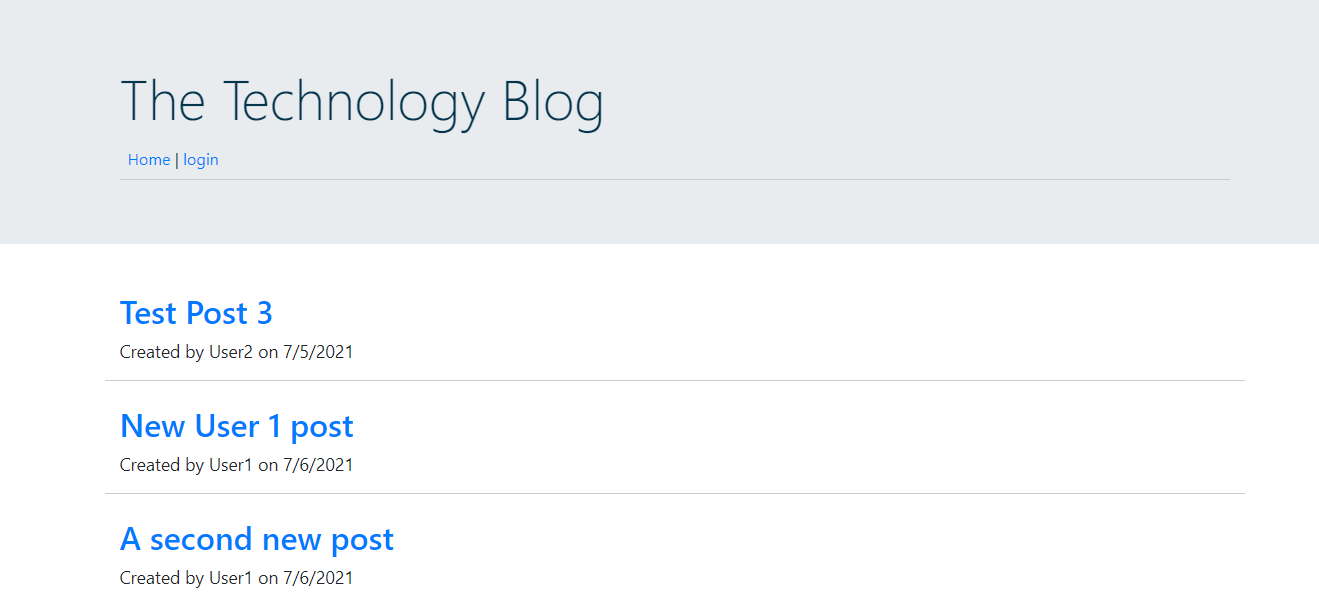 The Technology Blog
Home | login
Test Post 3
Created by User2 on 7/5/2021
New User 1 post
Created by User1 on 7/6/2021
A second new post
Created by User1 on 7/6/2021